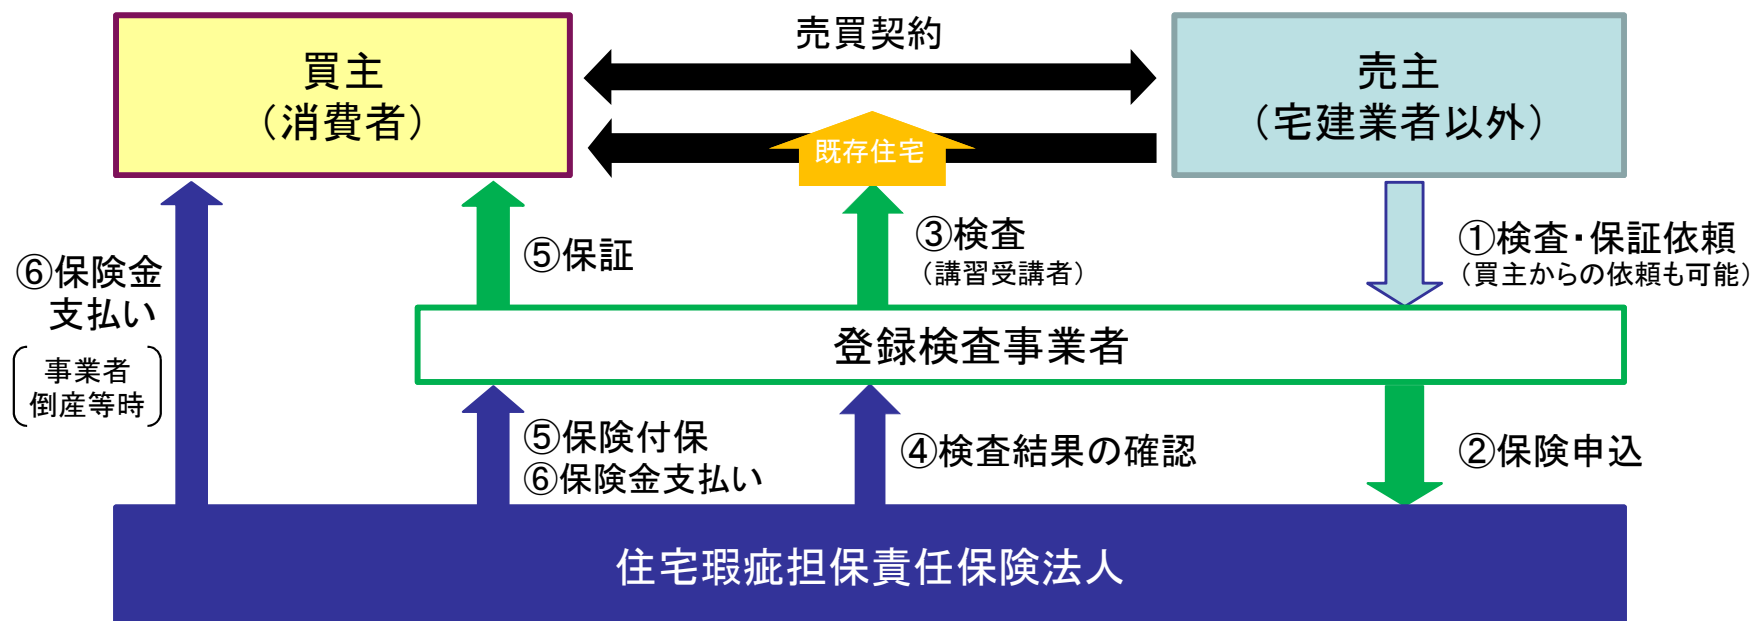 売買契約
買主
（消費者）
売主
（宅建業者以外）
既存住宅
⑥保険金
支払い
事業者
倒産等時
⑤保証
③検査
（講習受講者）
①検査・保証依頼
（買主からの依頼も可能）
登録検査事業者
⑤保険付保
⑥保険金支払い
④検査結果の確認
②保険申込
住宅瑕疵担保責任保険法人